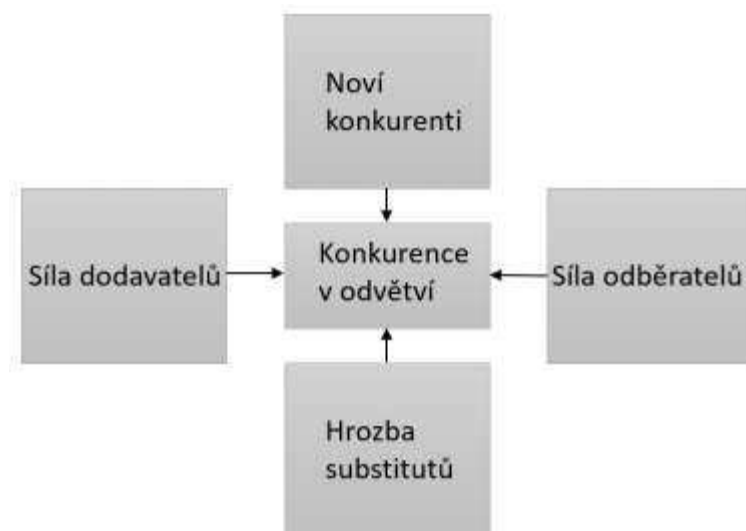 Noví
konkurenti
Síla dodavatelů
Konkurence
v odvětví
Síla odběratelů
Hrozba
substitutů